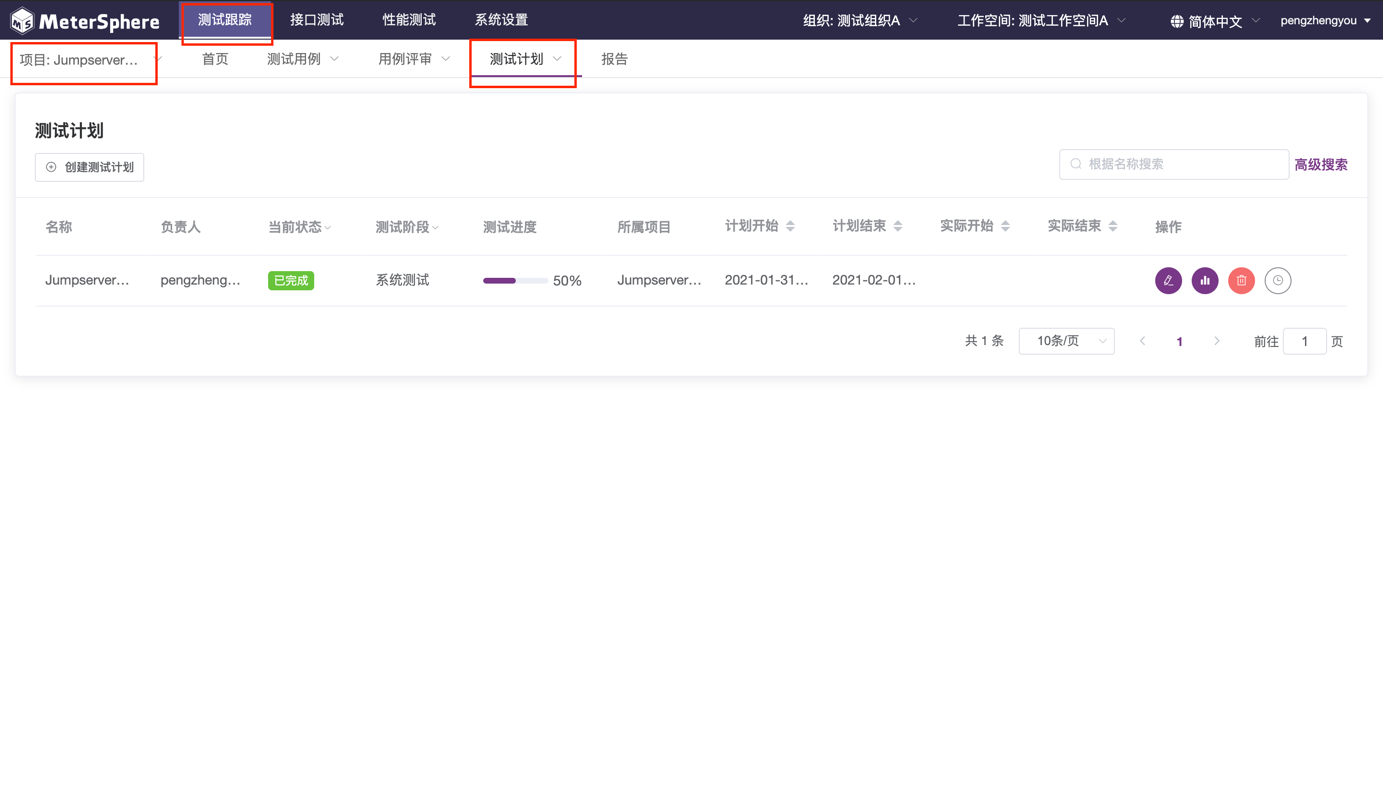 MeterSphere 测试跟踪 接口测试 性能测试 系统设置 组织: 测试组织A 工作空间: 测试工作空间A 简体中文 pengzhengyou
项目: Jumpserver... 首页 测试用例 用例评审 测试计划 报告
测试计划
创建测试计划 根据名称搜索 高级搜索
名称 负责人 当前状态 测试阶段 测试进度 所属项目 计划开始 计划结束 实际开始 实际结束 操作
Jumpserver... pengzheng... 已完成 系统测试 50% Jumpserver... 2021-01-31... 2021-02-01...
共 1 条 10条/页 1 前往 1 页